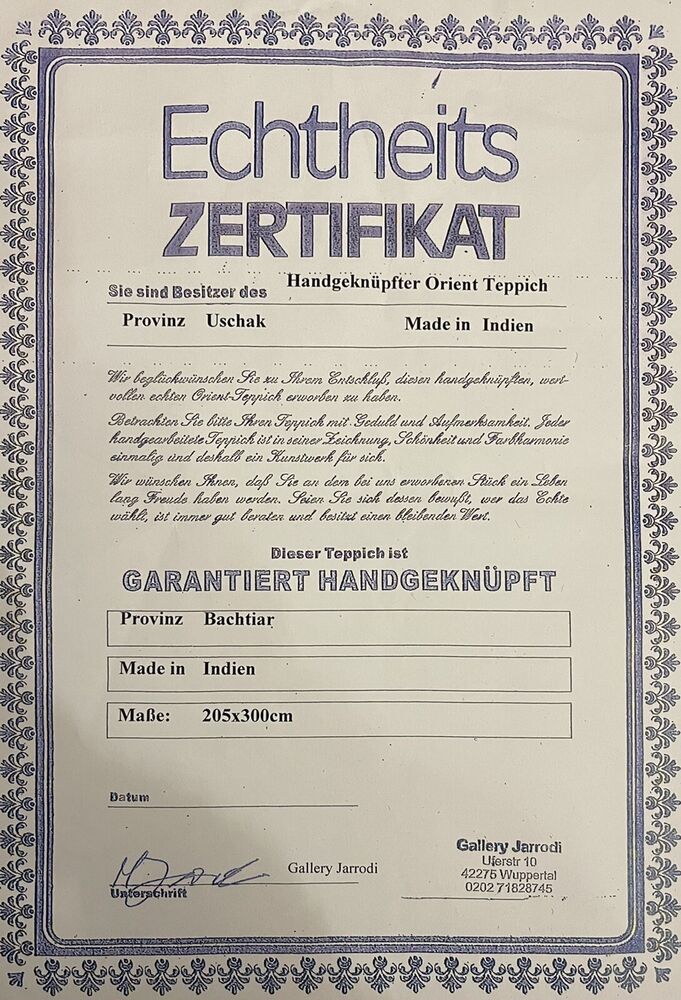 Echtheits
ZERTIFIKAT
Sie sind Besitzer des Handgeknüpfter Orient Teppich
Provinz Uschak Made in Indien
Wir beglückwünschen Sie zu Ihrem Entschluß, diesen handgeknüpften, wert-
vollen echten Orient-Teppich erworben zu haben.
Betrachten Sie bitte Ihren Teppich mit Geduld und Aufmerksamkeit. Jeder
handgearbeitete Teppich ist in seiner Zeichnung, Schönheit und Farbharmonie
einmalig und deshalb ein Kunstwerk für sich.
Wir wünschen Ihnen, daß Sie an dem bei uns erworbenen Stück ein Leben
lang Freude haben werden. Seien Sie sich dessen bewußt, wer das Echte
wählt, ist immer gut beraten und besitzt einen bleibenden Wert.
Dieser Teppich ist
GARANTIERT HANDGEKNÜPFT
Provinz Bachtiar
Made in Indien
Maße: 205x300cm
Datum
Gallery Jarrodi
Unterschrift
Gallery Jarrodi
Uferstr 10
42275 Wuppertal
0202 71828745